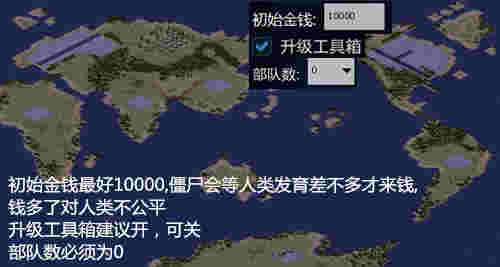 初始金钱: 10000
升级工具箱
部队数: 0
初始金钱最好10000,僵尸会等人类发育差不多才来钱,
钱多了对人类不公平
升级工具箱建议开，可关
部队数必须为0